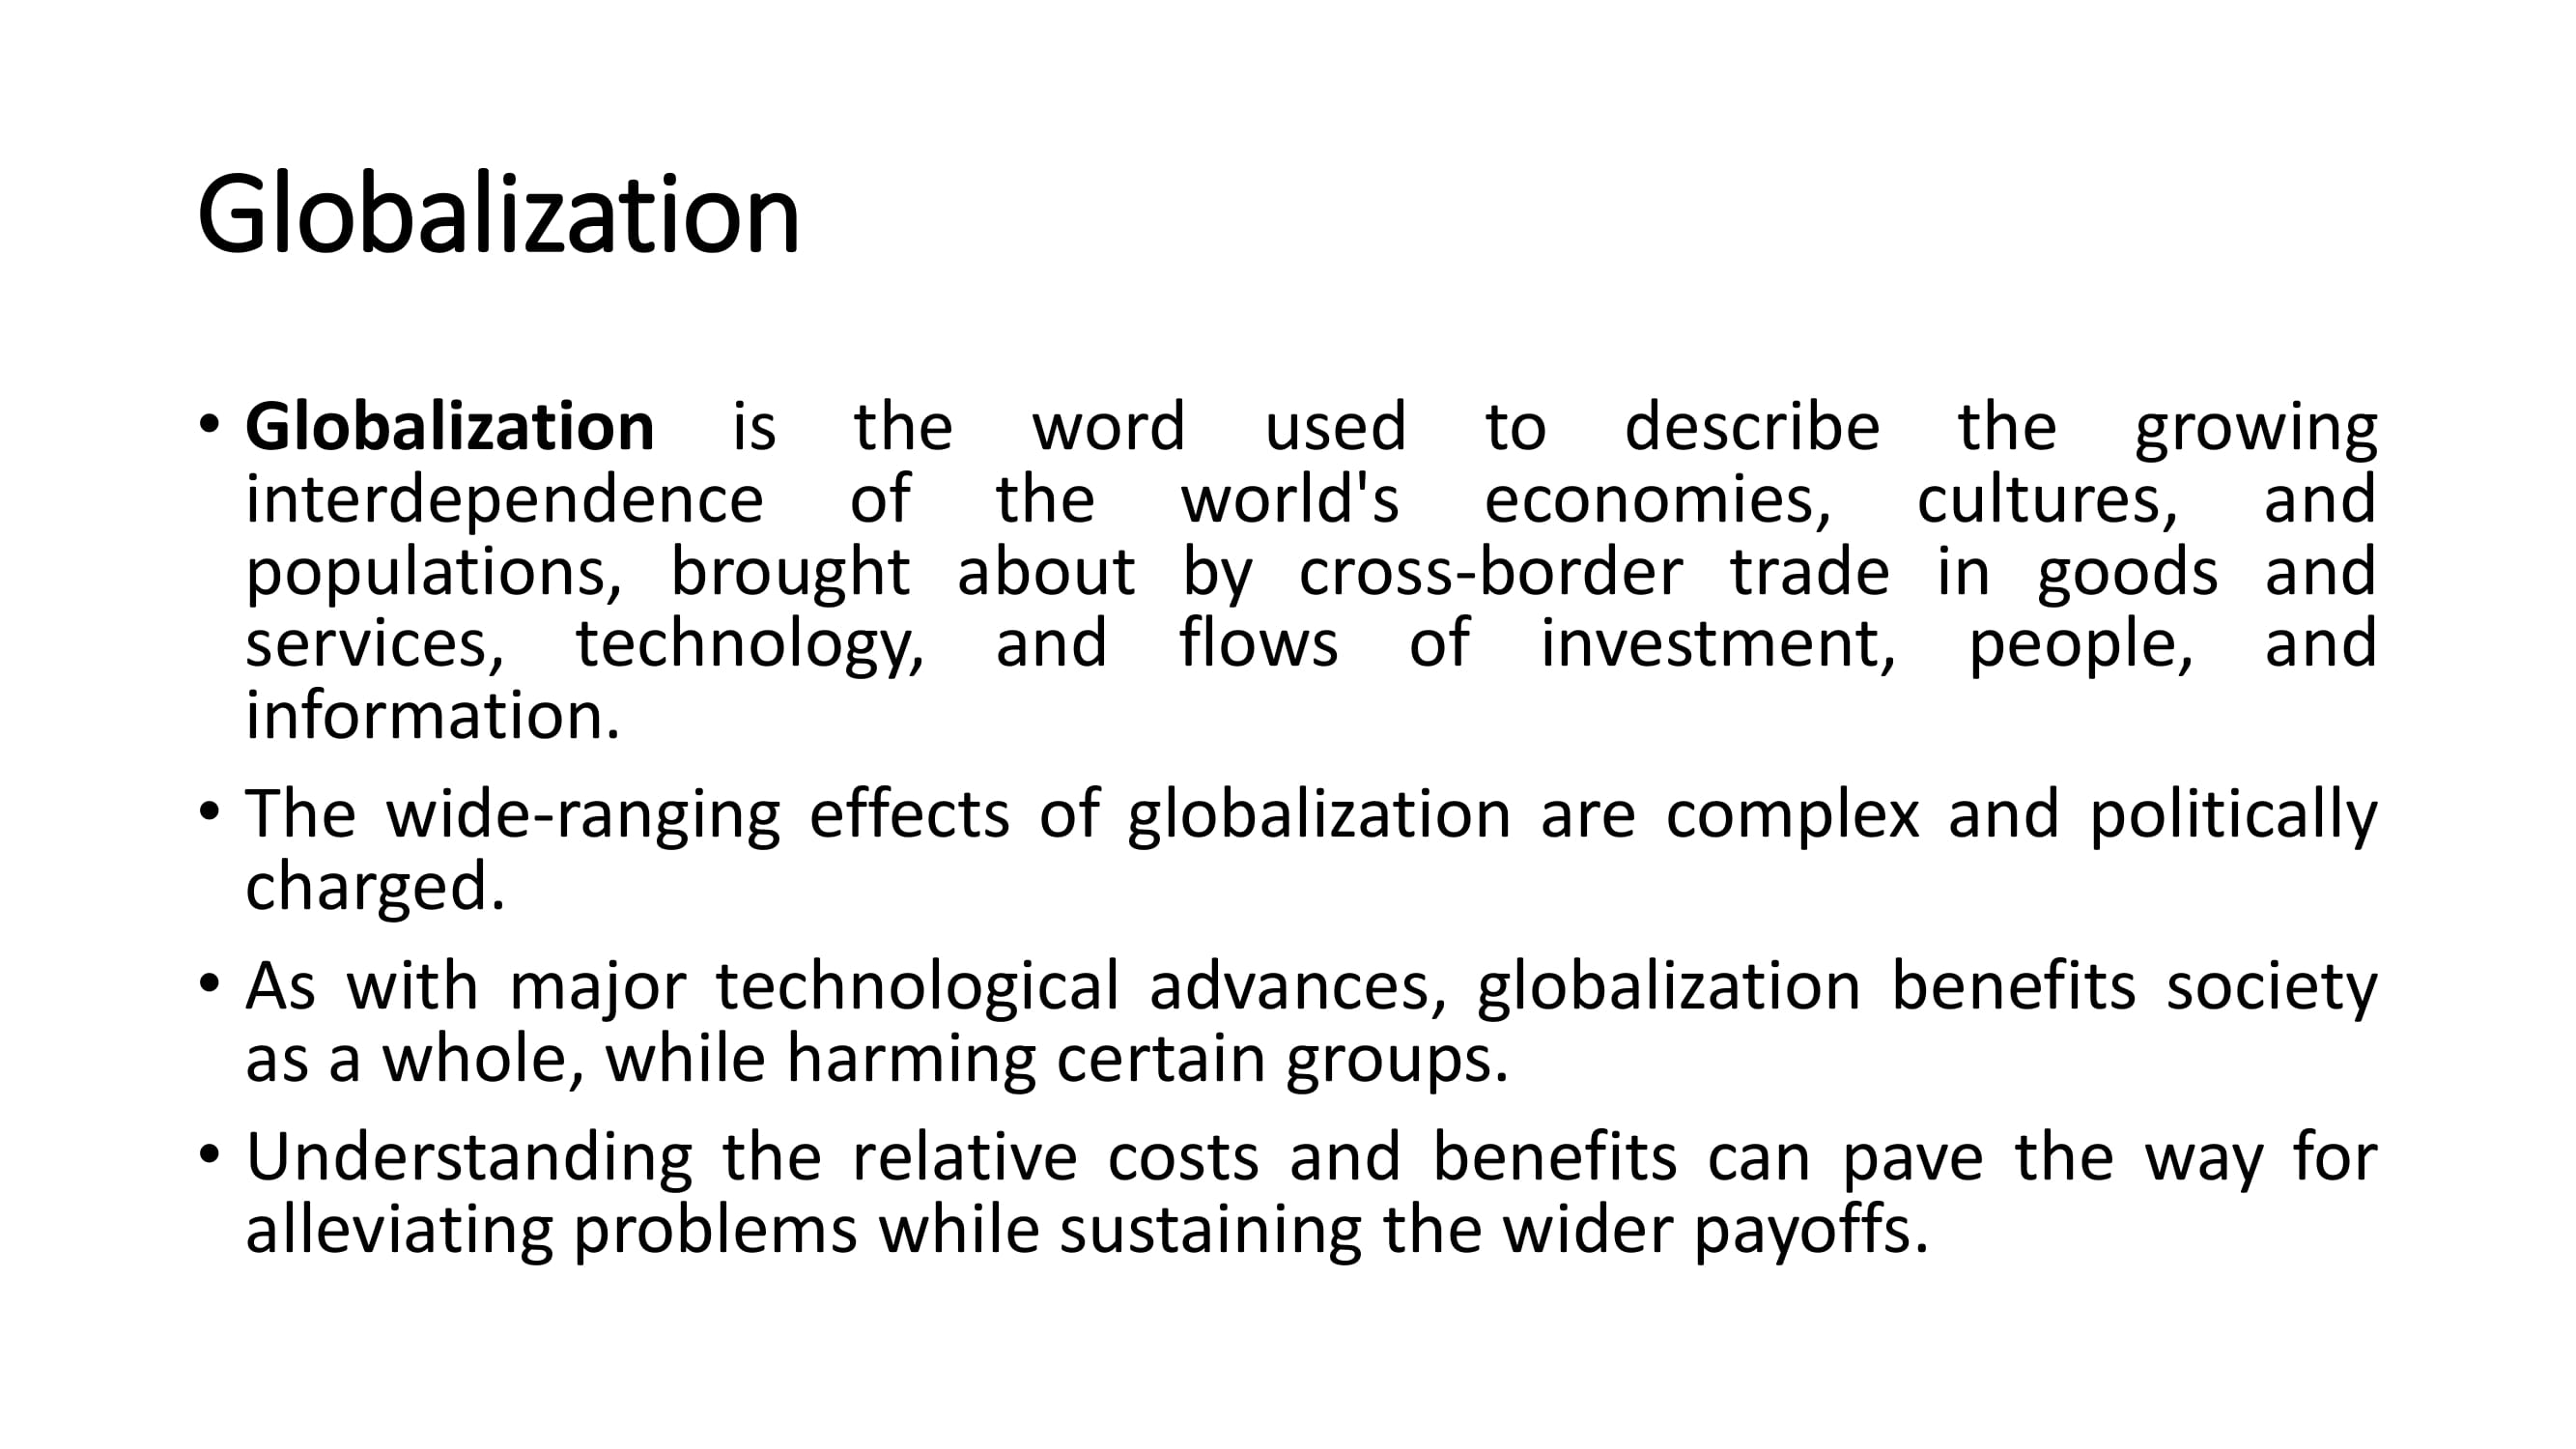 Globalization
• Globalization is the word used to describe the growing
interdependence of the world's economies, cultures, and
populations, brought about by cross-border trade in goods and
services, technology, and flows of investment, people, and
information.
• The wide-ranging effects of globalization are complex and politically
charged.
• As with major technological advances, globalization benefits society
as a whole, while harming certain groups.
• Understanding the relative costs and benefits can pave the way for
alleviating problems while sustaining the wider payoffs.